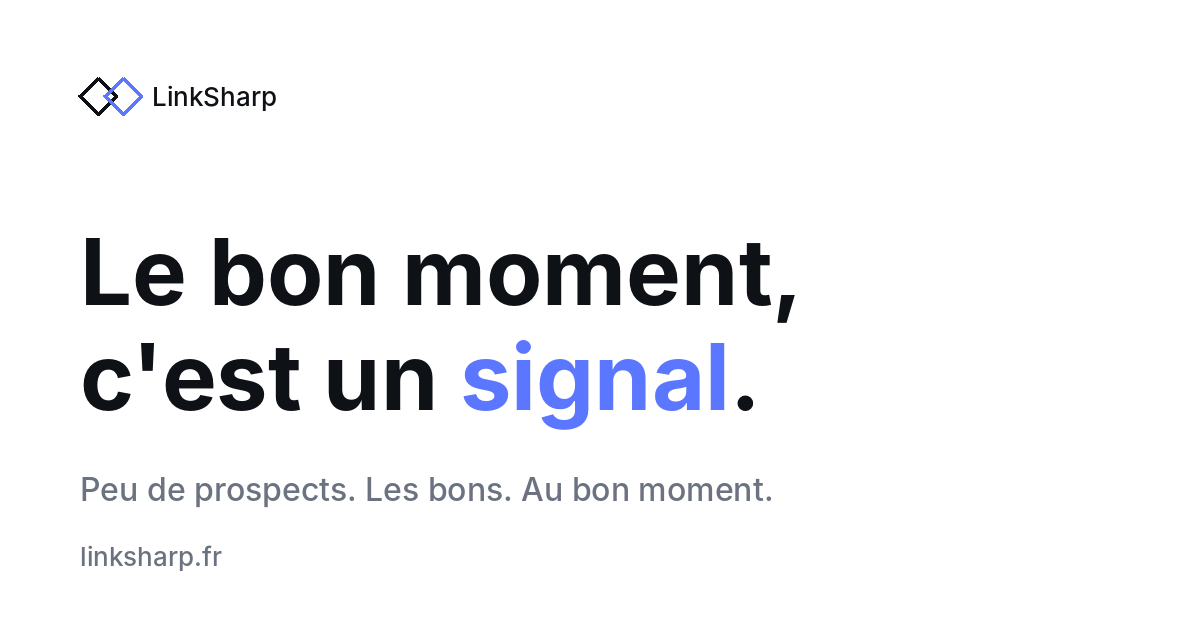 LinkSharp
Le bon moment,
c'est un signal.
Peu de prospects. Les bons. Au bon moment.
linksharp.fr